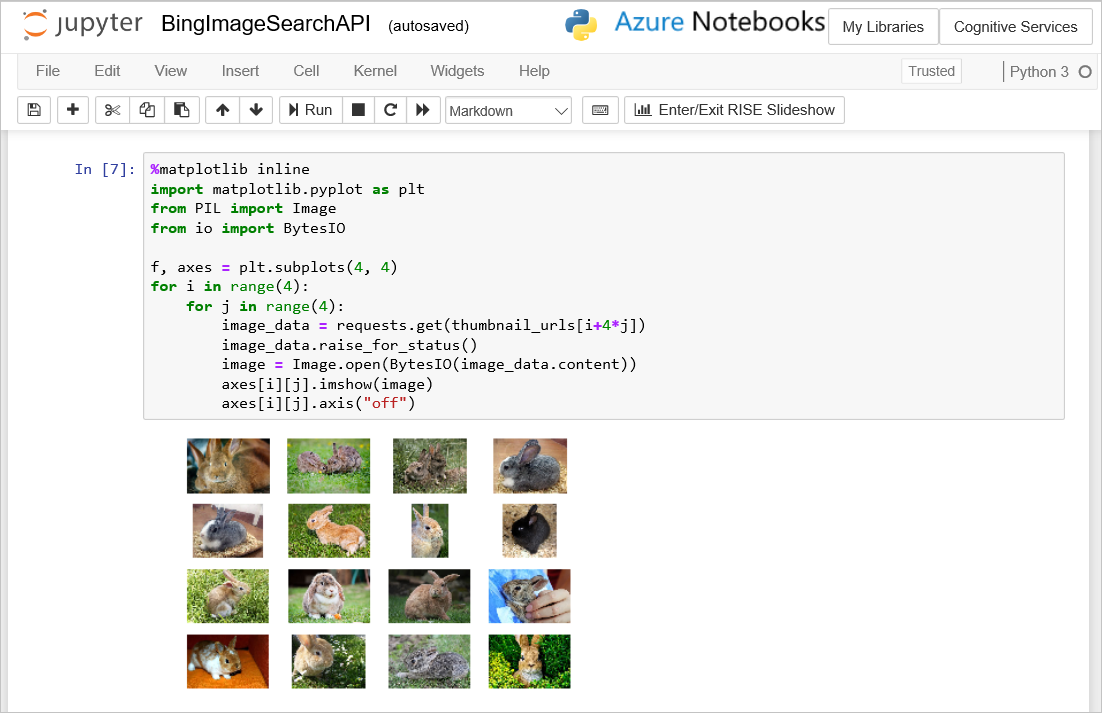 jupyter BingImageSearchAPI (autosaved) Azure Notebooks My Libraries Cognitive Services
File Edit View Insert Cell Kernel Widgets Help Trusted Python 3
Run Markdown Enter/Exit RISE Slideshow
In [7]: %matplotlib inline
import matplotlib.pyplot as plt
from PIL import Image
from io import BytesIO
f, axes = plt.subplots(4, 4)
for i in range(4):
    for j in range(4):
        image_data = requests.get(thumbnail_urls[i+4*j])
        image_data.raise_for_status()
        image = Image.open(BytesIO(image_data.content))
        axes[i][j].imshow(image)
        axes[i][j].axis("off")